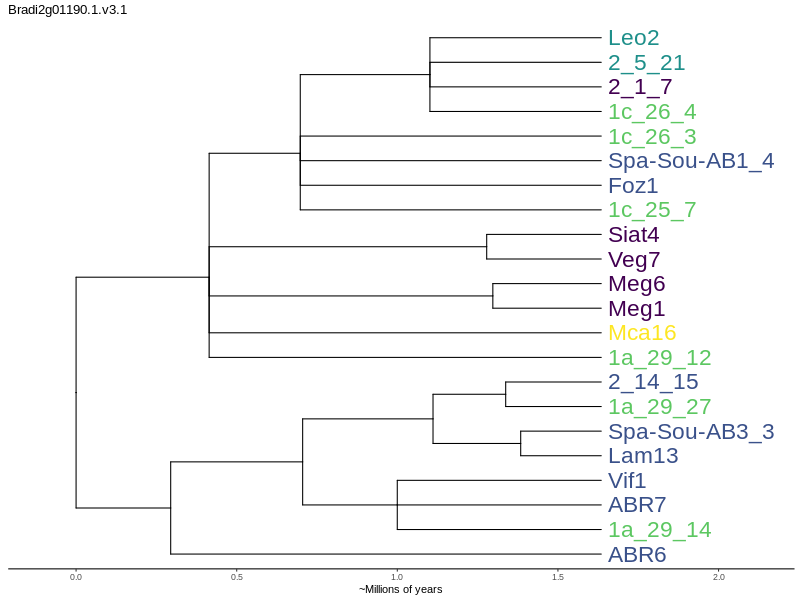 Bradi2g01190.1.v3.1
Leo2
2_5_21
2_1_7
1c_26_4
1c_26_3
Spa-Sou-AB1_4
Foz1
1c_25_7
Siat4
Veg7
Meg6
Meg1
Mca16
1a_29_12
2_14_15
1a_29_27
Spa-Sou-AB3_3
Lam13
Vif1
ABR7
1a_29_14
ABR6
0.0 0.5 1.0 1.5 2.0
~Millions of years